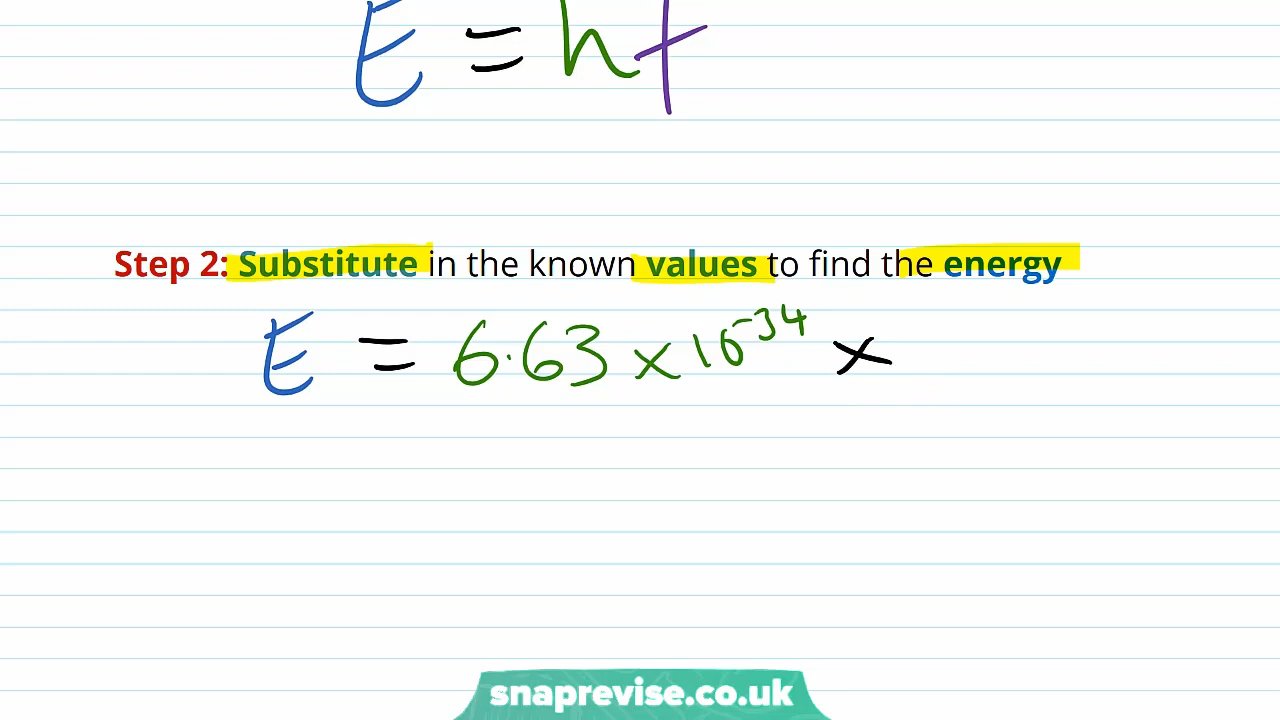 E = hf
Step 2: Substitute in the known values to find the energy
E = 6.63 × 10⁻³⁴ ×
snaprevise.co.uk